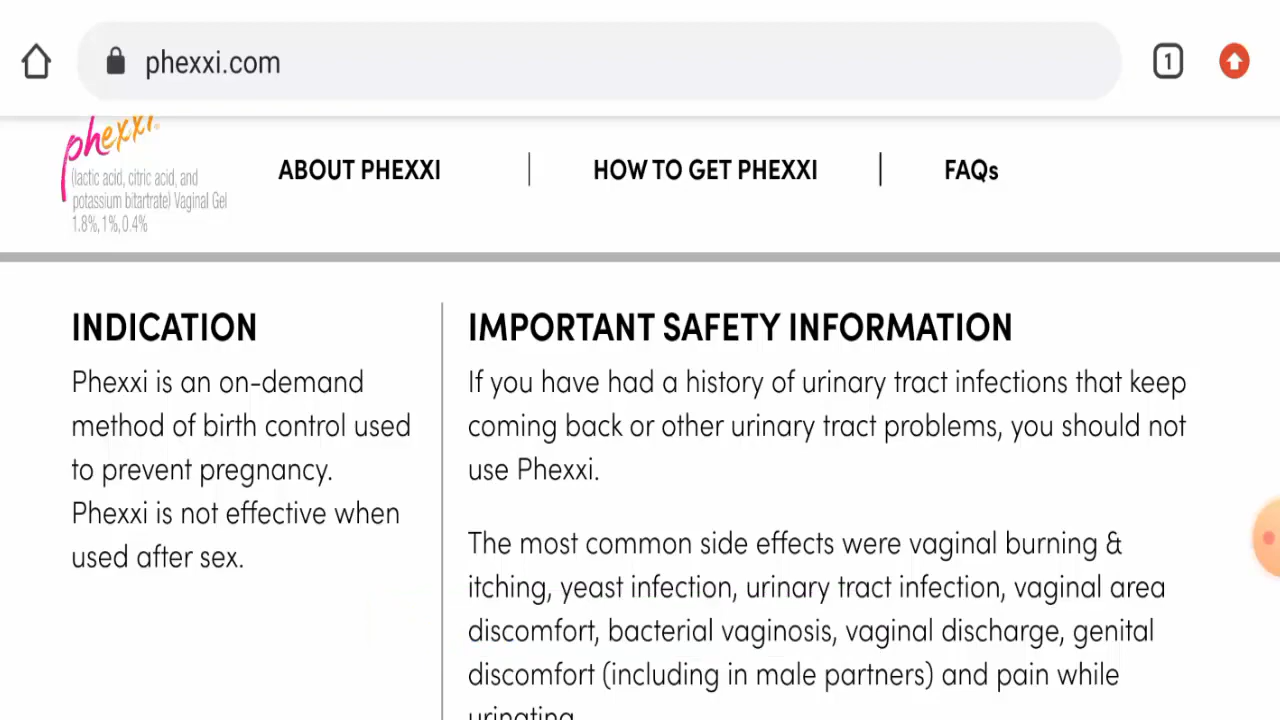 phexxi.com
1
phexxi
(lactic acid, citric acid, and
potassium bitartrate) Vaginal Gel
1.8%, 1%, 0.4%
ABOUT PHEXXI
HOW TO GET PHEXXI
FAQs
INDICATION
Phexxi is an on-demand
method of birth control used
to prevent pregnancy.
Phexxi is not effective when
used after sex.
IMPORTANT SAFETY INFORMATION
If you have had a history of urinary tract infections that keep
coming back or other urinary tract problems, you should not
use Phexxi.
The most common side effects were vaginal burning &
itching, yeast infection, urinary tract infection, vaginal area
discomfort, bacterial vaginosis, vaginal discharge, genital
discomfort (including in male partners) and pain while
urinating